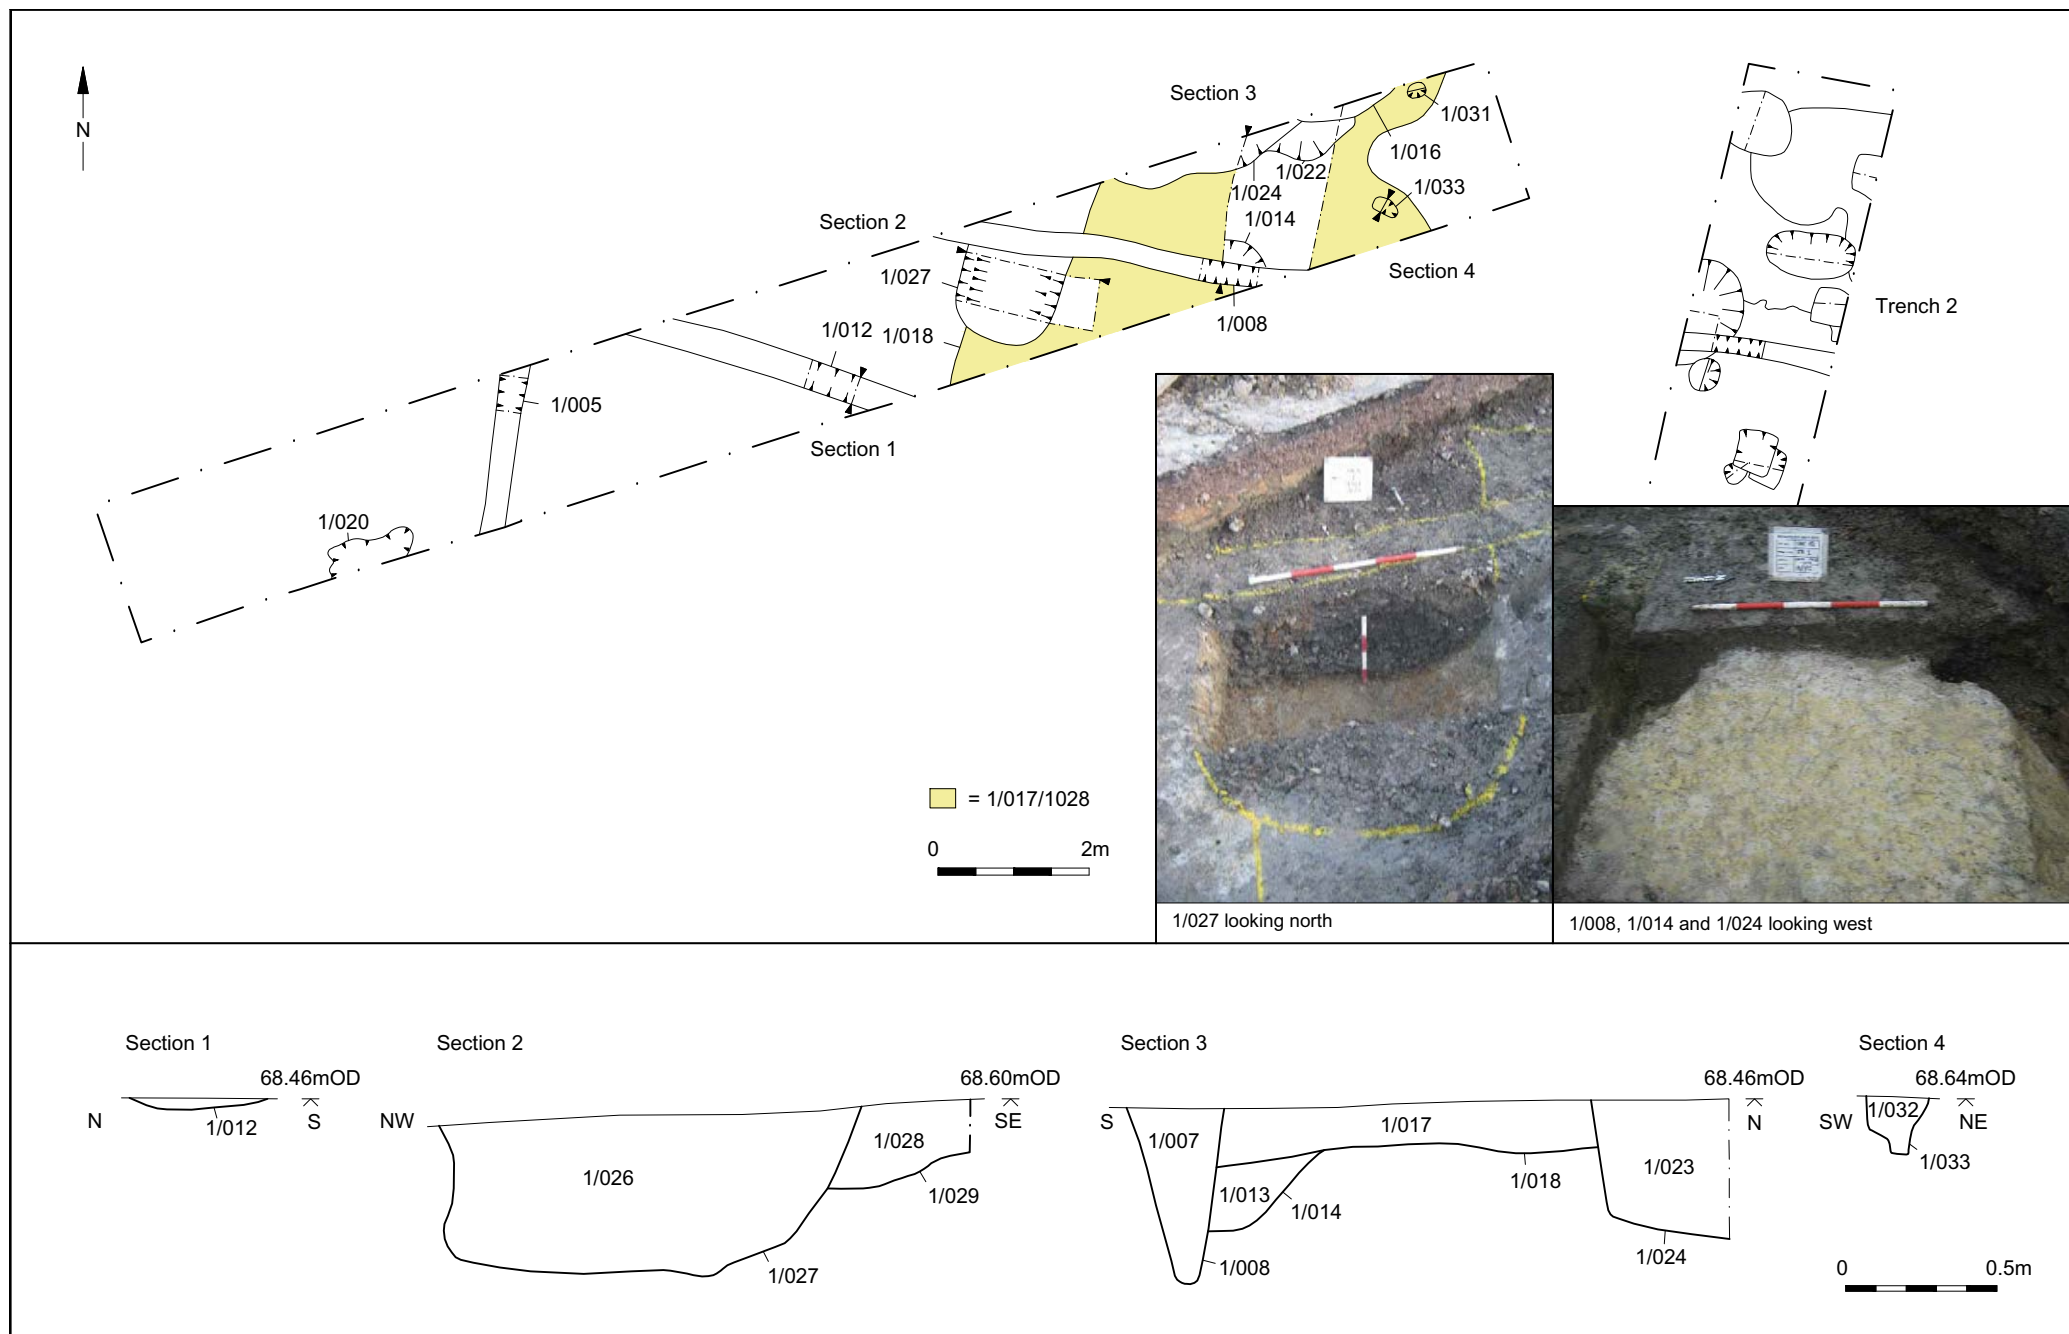 N
Section 3
1/031
1/016
1/022
1/024
1/033
1/014
Section 2
Section 4
1/027
1/008
1/012
1/018
1/005
Section 1
1/020
Trench 2
= 1/017/1028
0 2m
1/027 looking north
1/008, 1/014 and 1/024 looking west
Section 1
68.46mOD
N
S
1/012
Section 2
68.60mOD
NW
SE
1/028
1/026
1/029
1/027
Section 3
68.46mOD
S
N
1/007
1/017
1/023
1/013
1/018
1/014
1/024
1/008
Section 4
68.64mOD
1/032
SW
NE
1/033
0 0.5m